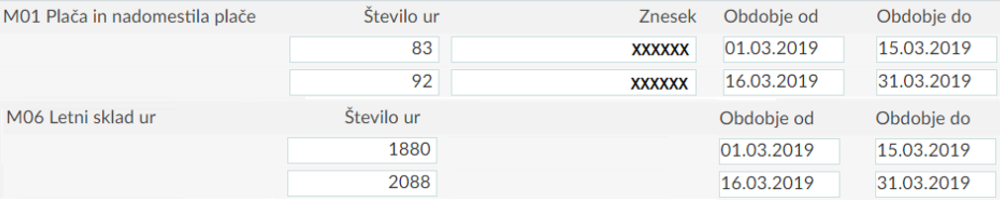 M01 Plača in nadomestila plače Število ur Znesek Obdobje od Obdobje do
83 XXXXXX 01.03.2019 15.03.2019
92 XXXXXX 16.03.2019 31.03.2019
M06 Letni sklad ur Število ur Obdobje od Obdobje do
1880 01.03.2019 15.03.2019
2088 16.03.2019 31.03.2019